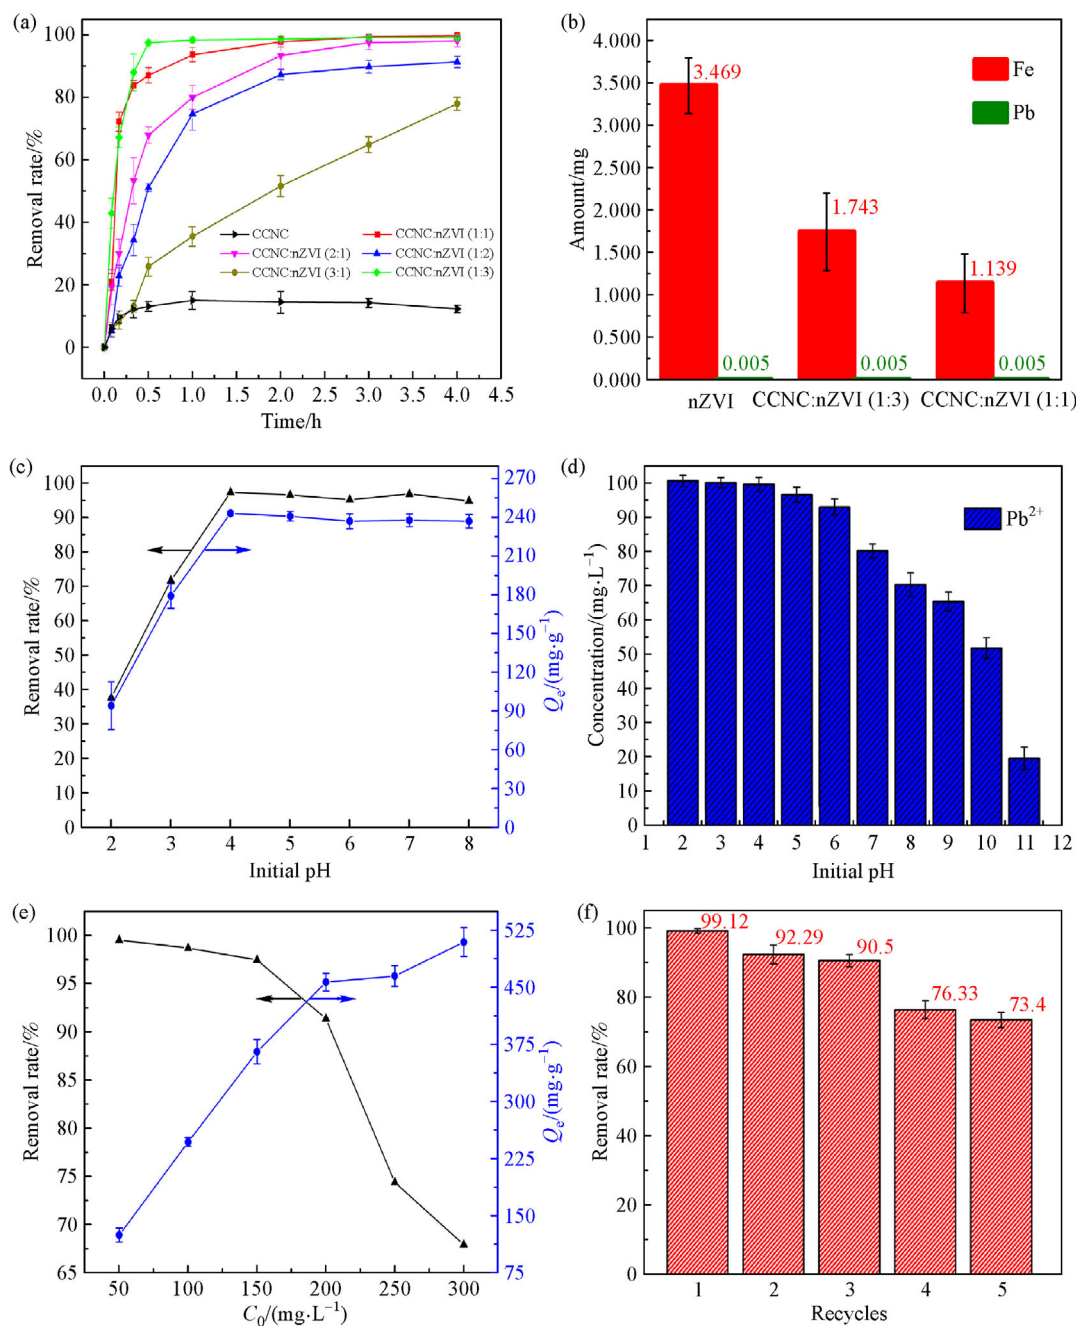 (a)
100
80
60
40
20
0
Removal rate/%
CCNC
CCNC:nZVI (1:1)
CCNC:nZVI (2:1)
CCNC:nZVI (1:2)
CCNC:nZVI (3:1)
CCNC:nZVI (1:3)
0.0 0.5 1.0 1.5 2.0 2.5 3.0 3.5 4.0 4.5
Time/h
(b)
4.000
3.500
3.000
2.500
2.000
1.500
1.000
0.500
0.000
Amount/mg
3.469
Fe
Pb
1.743
1.139
0.005 0.005 0.005
nZVI CCNC:nZVI (1:3) CCNC:nZVI (1:1)
(c)
100
90
80
70
60
50
40
30
20
10
0
Removal rate/%
270
240
210
180
150
120
90
60
30
0
Qe/(mg·g−1)
2 3 4 5 6 7 8
Initial pH
(d)
100
90
80
70
60
50
40
30
20
10
0
Concentration/(mg·L−1)
Pb2+
1 2 3 4 5 6 7 8 9 10 11 12
Initial pH
(e)
100
95
90
85
80
75
70
65
Removal rate/%
525
450
375
300
225
150
75
Qe/(mg·g−1)
50 100 150 200 250 300
C0/(mg·L−1)
(f)
100
80
60
40
20
0
Removal rate/%
99.12
92.29
90.5
76.33
73.4
1 2 3 4 5
Recycles